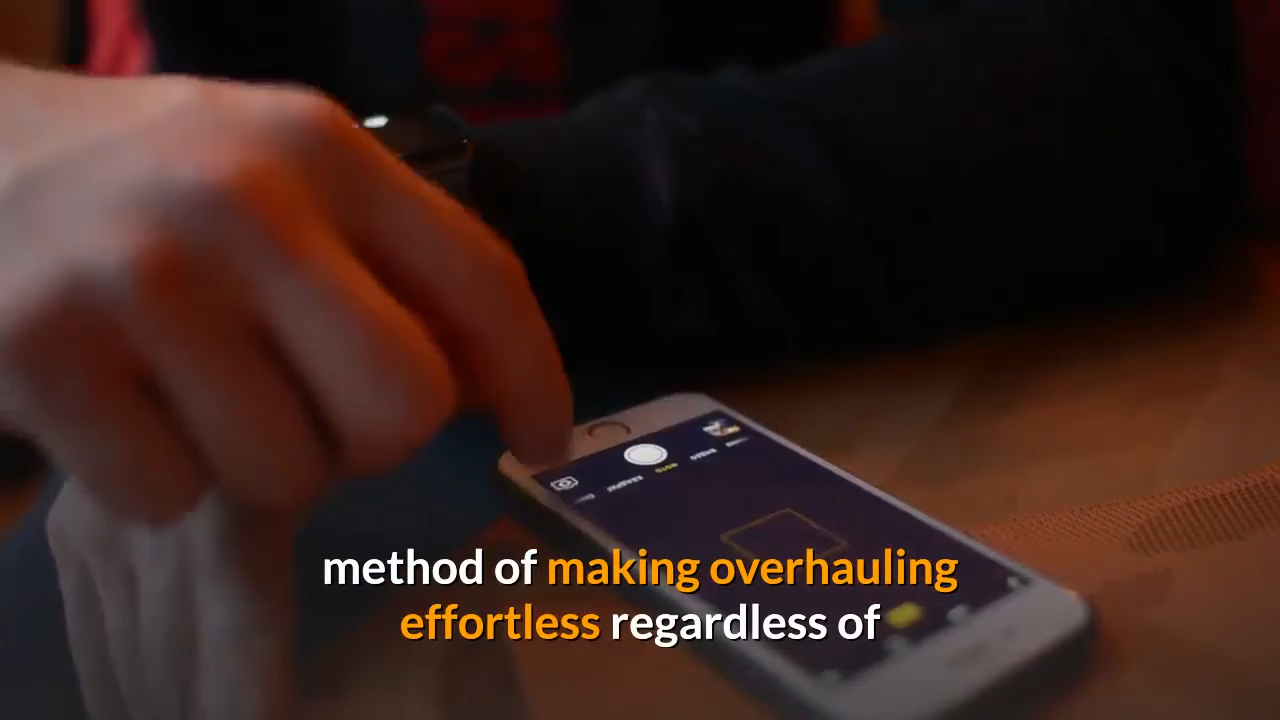 method of making overhauling
effortless regardless of